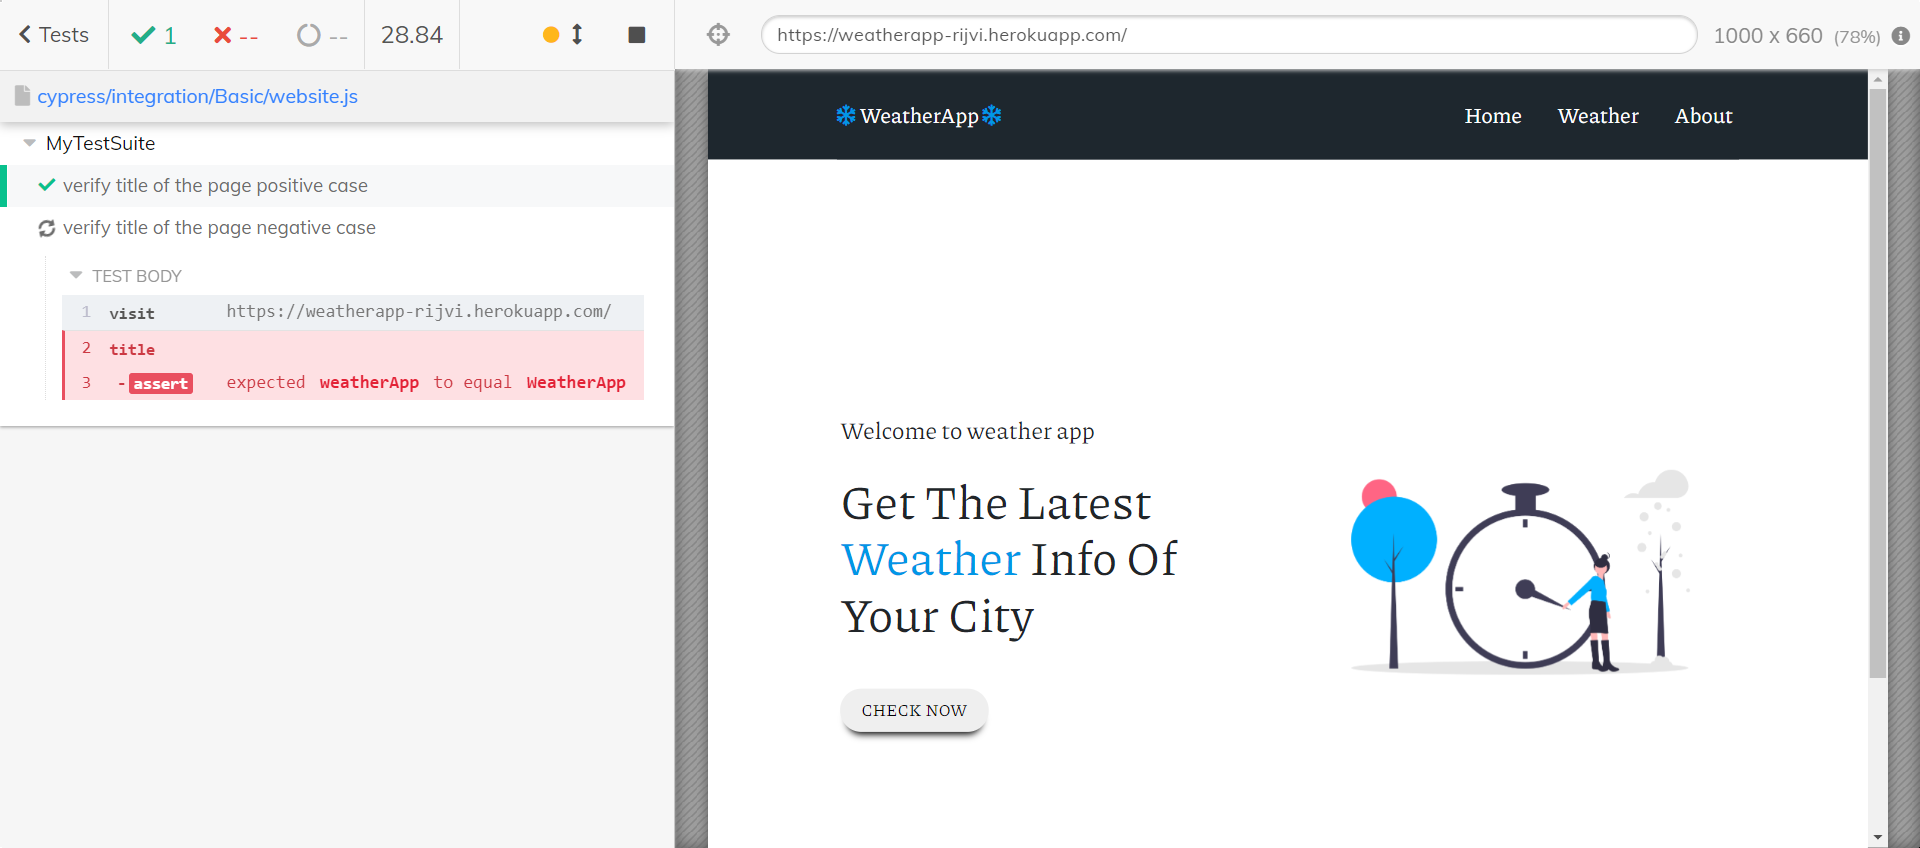 Tests 1 -- -- 28.84
https://weatherapp-rijvi.herokuapp.com/ 1000 x 660 (78%)
cypress/integration/Basic/website.js
MyTestSuite
verify title of the page positive case
verify title of the page negative case
TEST BODY
1 visit https://weatherapp-rijvi.herokuapp.com/
2 title
3 -assert expected weatherApp to equal WeatherApp
WeatherApp Home Weather About
Welcome to weather app
Get The Latest
Weather Info Of
Your City
CHECK NOW